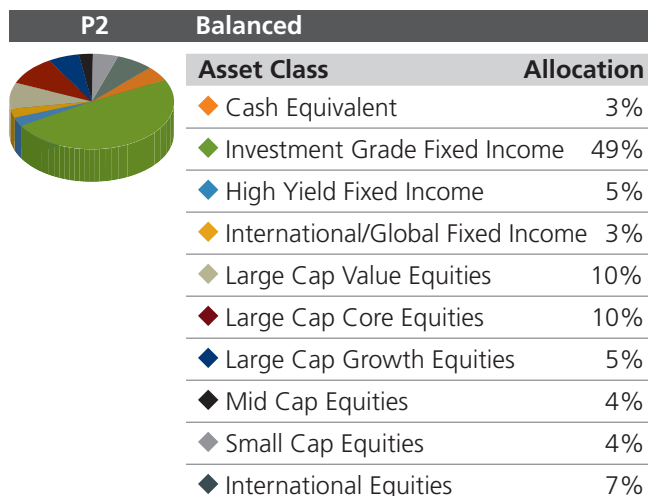 P2 Balanced
Asset Class Allocation
Cash Equivalent 3%
Investment Grade Fixed Income 49%
High Yield Fixed Income 5%
International/Global Fixed Income 3%
Large Cap Value Equities 10%
Large Cap Core Equities 10%
Large Cap Growth Equities 5%
Mid Cap Equities 4%
Small Cap Equities 4%
International Equities 7%